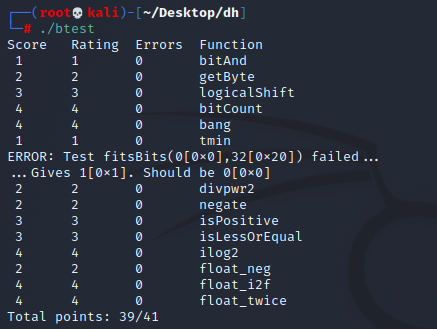 ┌──(root💀kali)-[~/Desktop/dh]
└─# ./btest
Score Rating Errors Function
1 1 0 bitAnd
2 2 0 getByte
3 3 0 logicalShift
4 4 0 bitCount
4 4 0 bang
1 1 0 tmin
ERROR: Test fitsBits(0[0×0],32[0×20]) failed...
...Gives 1[0×1]. Should be 0[0×0]
2 2 0 divpwr2
2 2 0 negate
3 3 0 isPositive
3 3 0 isLessOrEqual
4 4 0 ilog2
2 2 0 float_neg
4 4 0 float_i2f
4 4 0 float_twice
Total points: 39/41